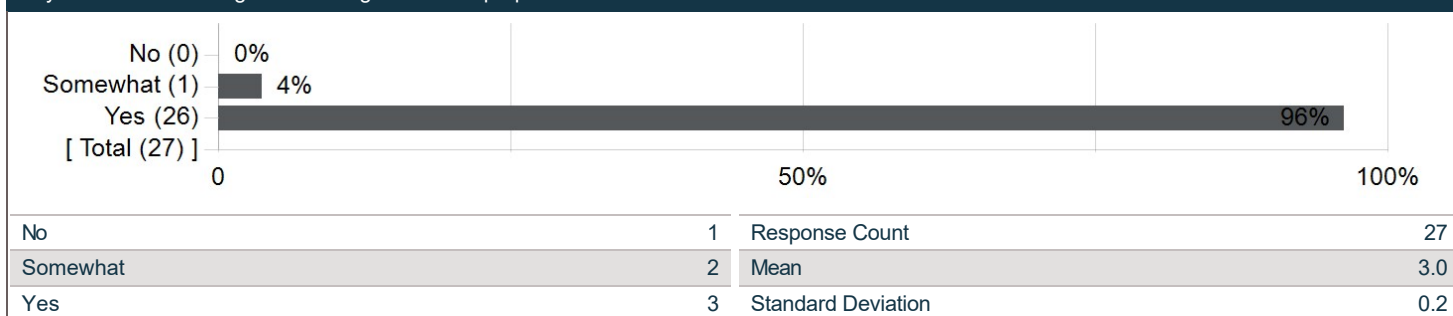 No (0) 0%
Somewhat (1) 4%
Yes (26) 96%
[ Total (27) ]
0 50% 100%
No 1 Response Count 27
Somewhat 2 Mean 3.0
Yes 3 Standard Deviation 0.2